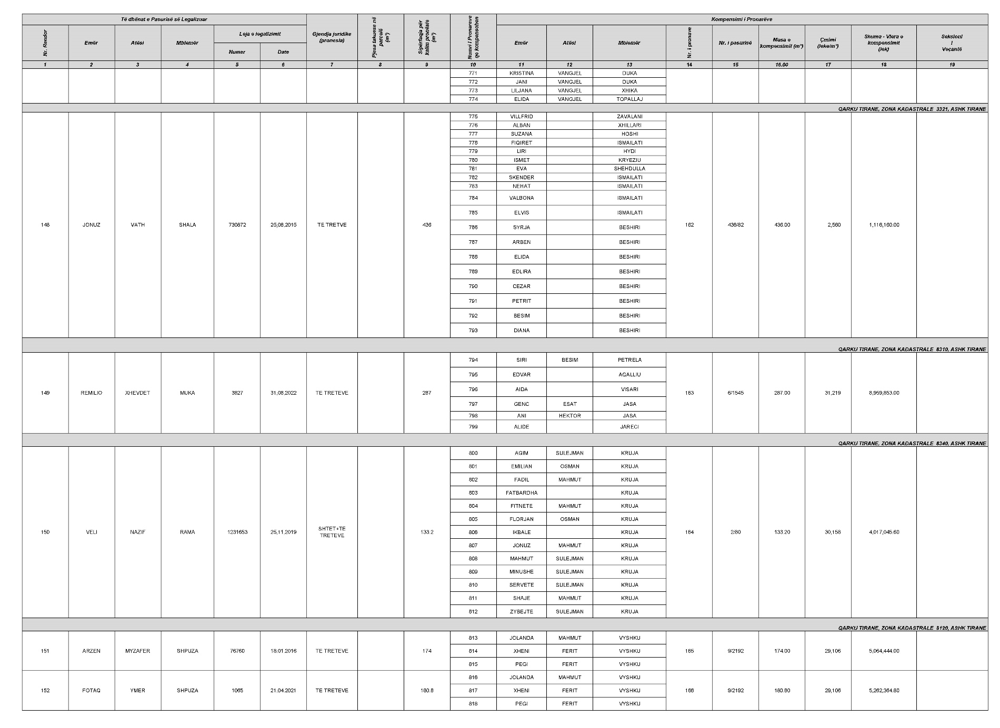 Të dhënat e Pasurisë së Legalizuar
Kompensimi i Pronarëve
Nr. Rendor
Emër
Atësi
Mblemër
Leja e legalizimit
Numer
Date
Gjendja juridike
(pronesia)
Pjesa takuese në
parcelë
(m²)
Sipërfaqja për
kalim pronësie
(m²)
Numri i Pronareve
qe kompensohen
Emër
Atësi
Mblemër
Nr. i pronave
Nr. i pasurisë
Masa e
kompensimit (m²)
Çmimi
(leke/m²)
Shuma - Vlera e
kompensimit
(lek)
Seksioni
i
Veçantë
1 2 3 4 5 6 7 8 9 10 11 12 13 14 15 16.00 17 18 19
771 KRISTINA VANGJEL DUKA
772 JANI VANGJEL DUKA
773 LILJANA VANGJEL XHIKA
774 ELIDA VANGJEL TOPALLAJ
QARKU TIRANE, ZONA KADASTRALE 3321, ASHK TIRANE
148 JONUZ VATH SHALA 730872 25,08,2015 TE TRETVE 436
775 VILLFRID ZAVALANI
776 ALBAN XHILLARI
777 SUZANA HOSHI
778 FIQIRET ISMAILATI
779 LIRI HYDI
780 ISMET KRYEZIU
781 EVA SHEHDULLA
782 SKENDER ISMAILATI
783 NEHAT ISMAILATI
784 VALBONA ISMAILATI
785 ELVIS ISMAILATI
786 SYRJA BESHIRI
787 ARBEN BESHIRI
788 ELIDA BESHIRI
789 EDLIRA BESHIRI
790 CEZAR BESHIRI
791 PETRIT BESHIRI
792 BESIM BESHIRI
793 DIANA BESHIRI
162 436/82 436.00 2,560 1,116,160.00
QARKU TIRANE, ZONA KADASTRALE 8310, ASHK TIRANE
149 REMILIO XHEVDET MUKA 3827 31,08,2022 TE TRETEVE 287
794 SIRI BESIM PETRELA
795 EDVAR AGALLIU
796 AIDA VISARI
797 GENC ESAT JASA
798 ANI HEKTOR JASA
799 ALIDE JARECI
163 6/1545 287.00 31,219 8,959,853.00
QARKU TIRANE, ZONA KADASTRALE 8340, ASHK TIRANE
150 VELI NAZIF RAMA 1231653 25,11,2019 SHTET+TE
TRETEVE 133.2
800 AGIM SULEJMAN KRUJA
801 EMILIAN OSMAN KRUJA
802 FADIL MAHMUT KRUJA
803 FATBARDHA KRUJA
804 FITNETE MAHMUT KRUJA
805 FLORJAN OSMAN KRUJA
806 IKBALE KRUJA
807 JONUZ MAHMUT KRUJA
808 MAHMUT SULEJMAN KRUJA
809 MINUSHE SULEJMAN KRUJA
810 SERVETE SULEJMAN KRUJA
811 SHAJE MAHMUT KRUJA
812 ZYBEJTE SULEJMAN KRUJA
164 2/80 133.20 30,158 4,017,045.60
QARKU TIRANE, ZONA KADASTRALE 8120, ASHK TIRANE
151 ARZEN MYZAFER SHPUZA 76760 18.01.2016 TE TRETEVE 174
813 JOLANDA MAHMUT VYSHKU
814 XHENI FERIT VYSHKU
815 PEGI FERIT VYSHKU
165 9/2192 174.00 29,106 5,064,444.00
152 FOTAQ YMER SHPUZA 1065 21.04.2021 TE TRETEVE 180.8
816 JOLANDA MAHMUT VYSHKU
817 XHENI FERIT VYSHKU
818 PEGI FERIT VYSHKU
166 9/2192 180.80 29,106 5,262,364.80